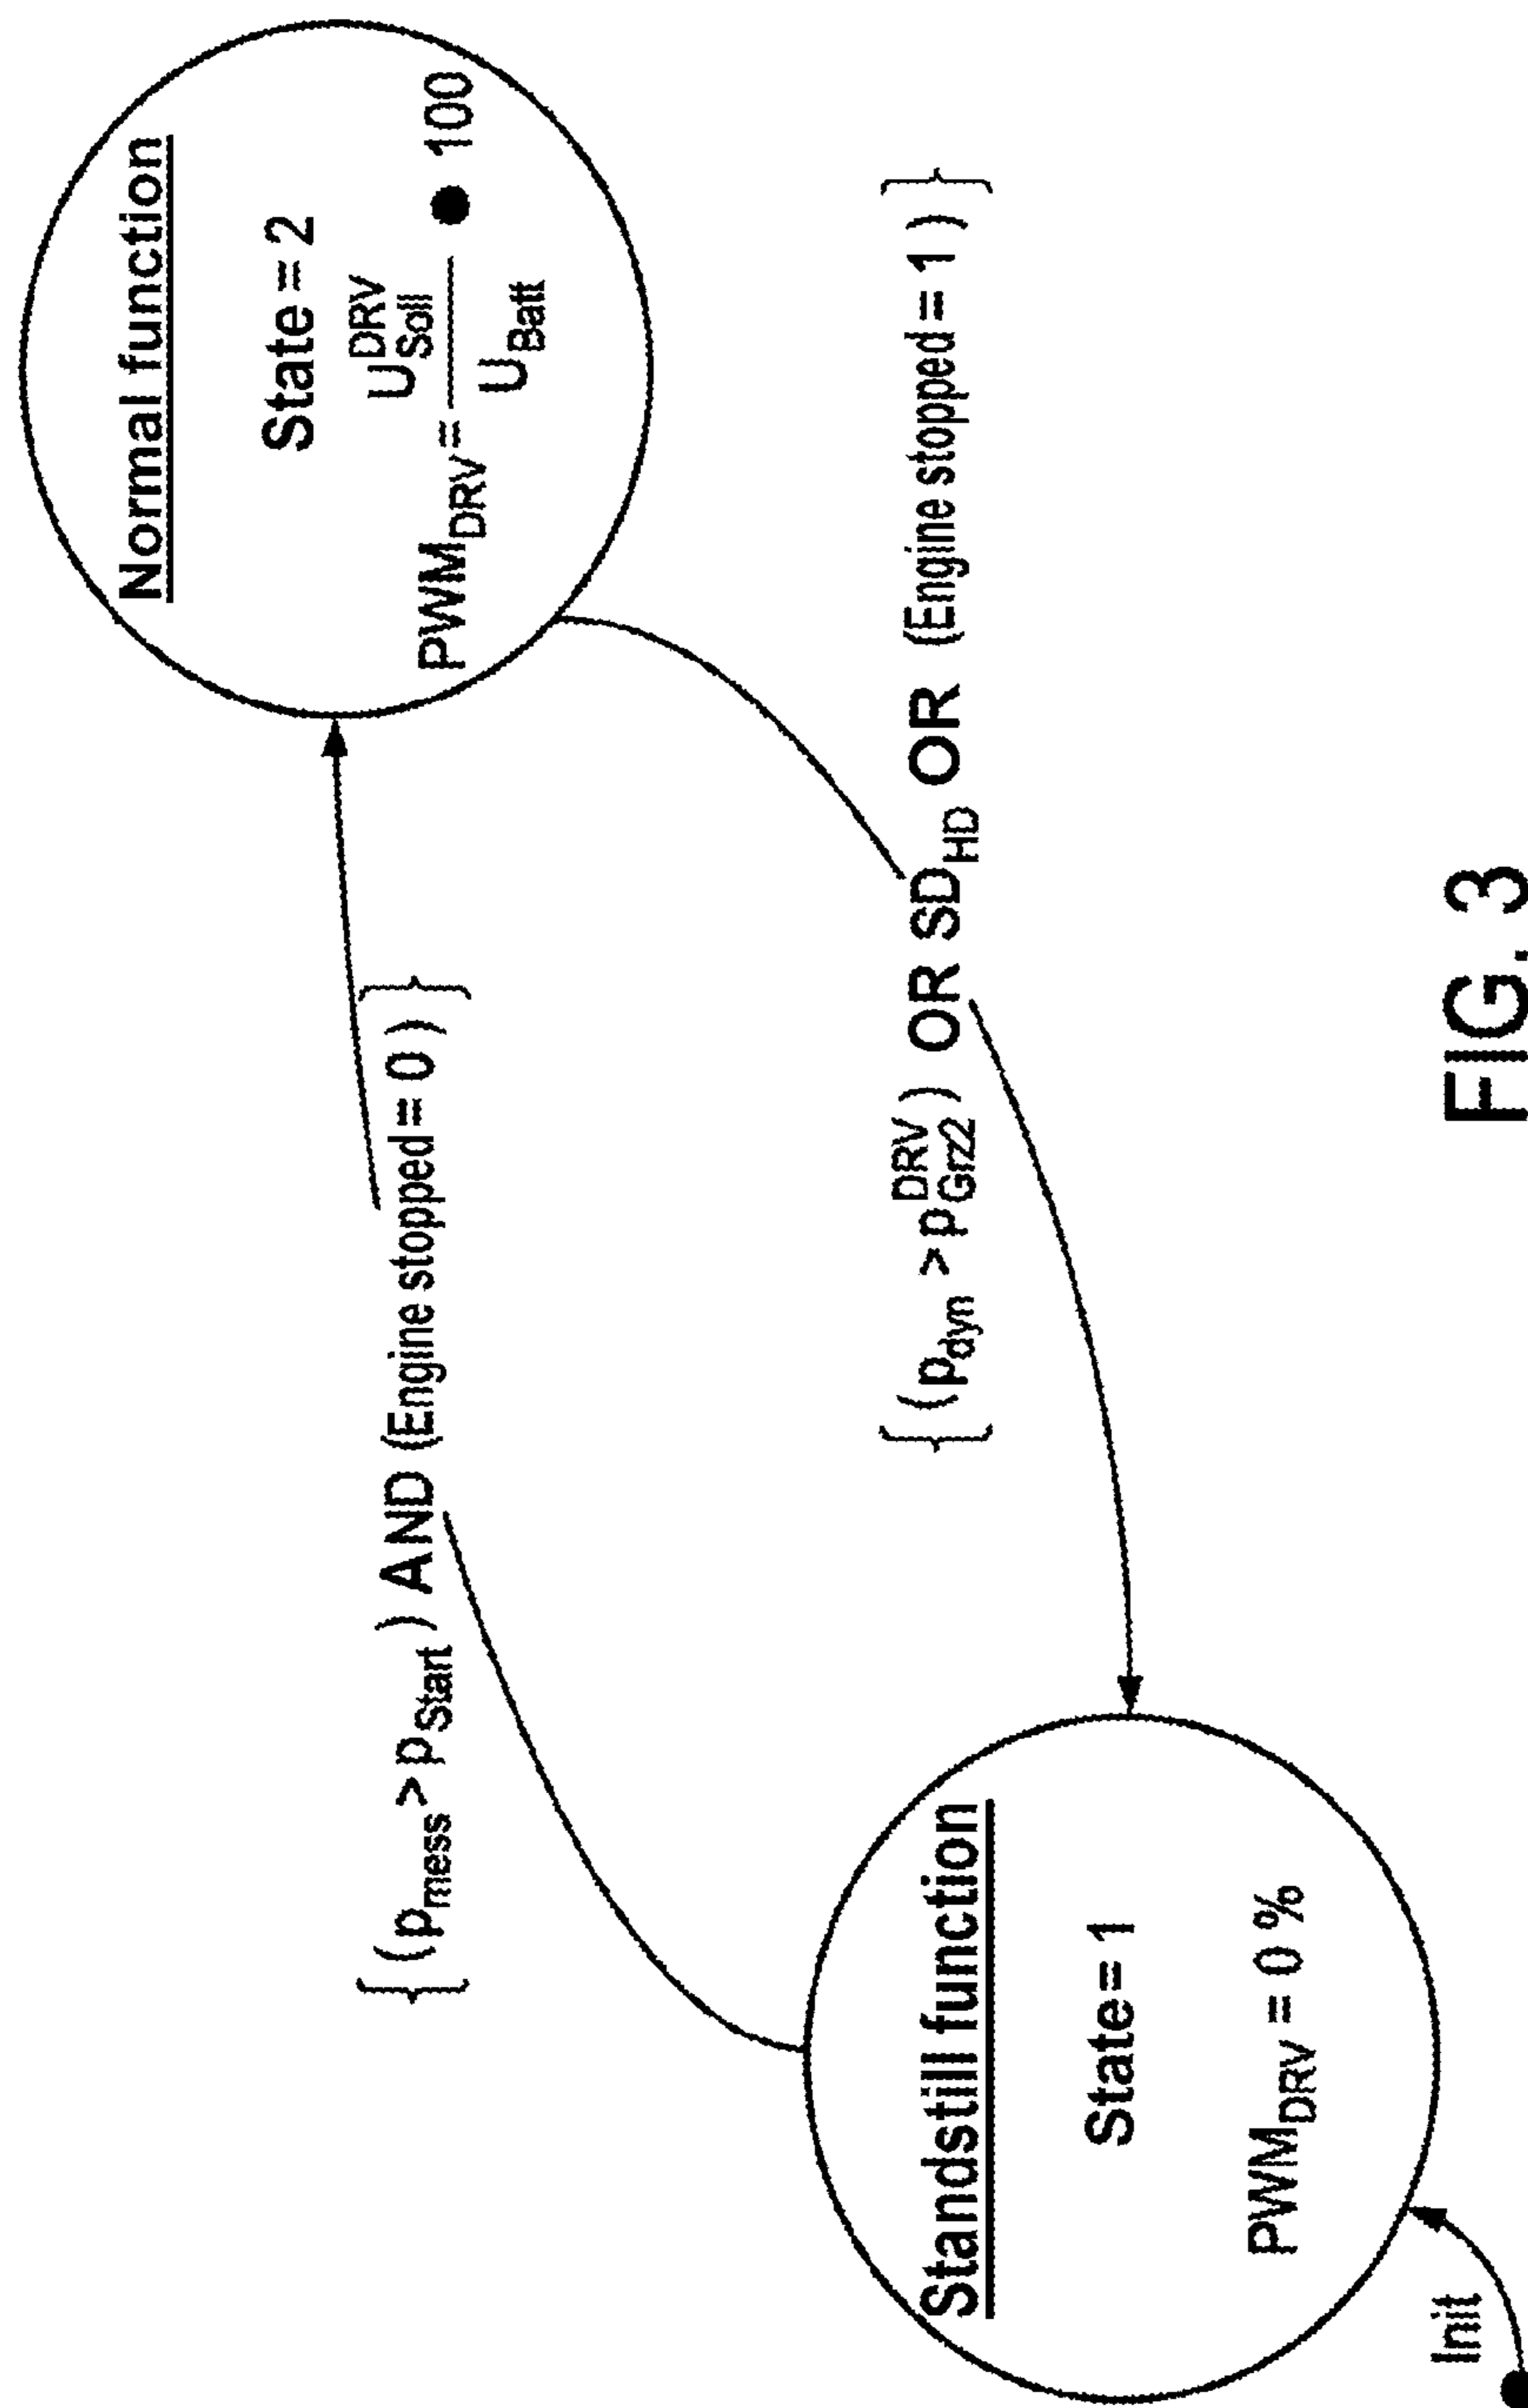 Normal function
State = 2
PWM_DRV = U_Soll^DRV / U_Batt ● 100
{(p_mess > p_Start) AND (Engine stopped = 0)}
{(p_dyn > p_Grz2^DRV) OR SD_HD OR (Engine stopped = 1)}
Standstill function
State = 1
PWM_DRV = 0 %
Init
FIG. 3